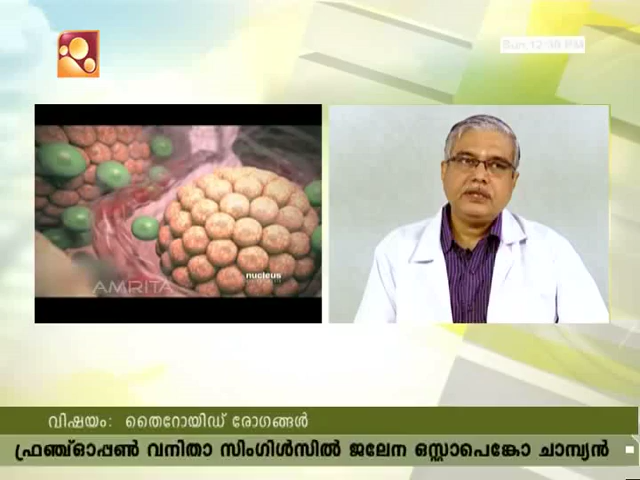 Sun 12:30 PM
AMRITA
nucleus
വിഷയം: തൈറോയിഡ് രോഗങ്ങൾ
ഫ്രഞ്ച്ഓപ്പൺ വനിതാ സിംഗിൾസിൽ ജലേന ഒസ്റ്റാപെങ്കോ ചാമ്പ്യൻ